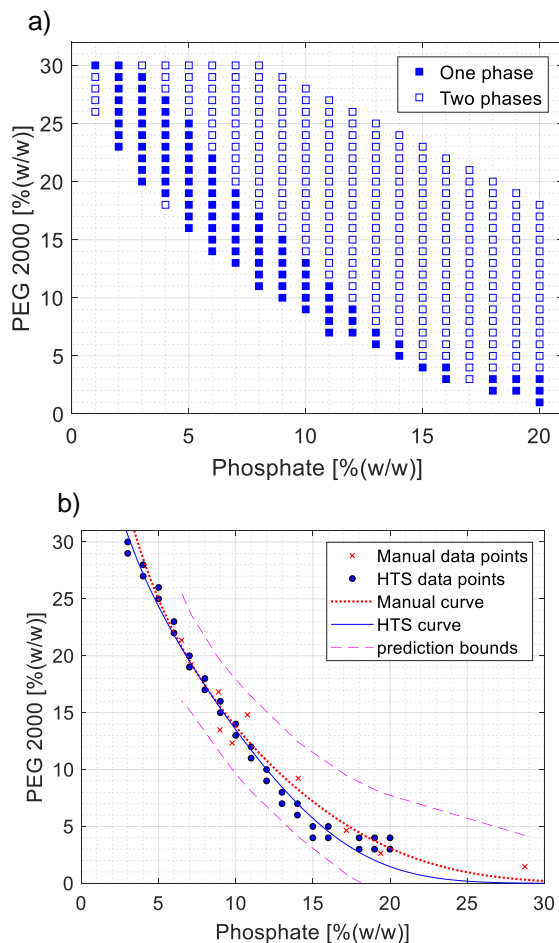 a)
30
25
20
15
10
5
0
PEG 2000 [%(w/w)]
One phase
Two phases
0 5 10 15 20
Phosphate [%(w/w)]
b)
30
25
20
15
10
5
0
PEG 2000 [%(w/w)]
Manual data points
HTS data points
Manual curve
HTS curve
prediction bounds
0 5 10 15 20 25 30
Phosphate [%(w/w)]